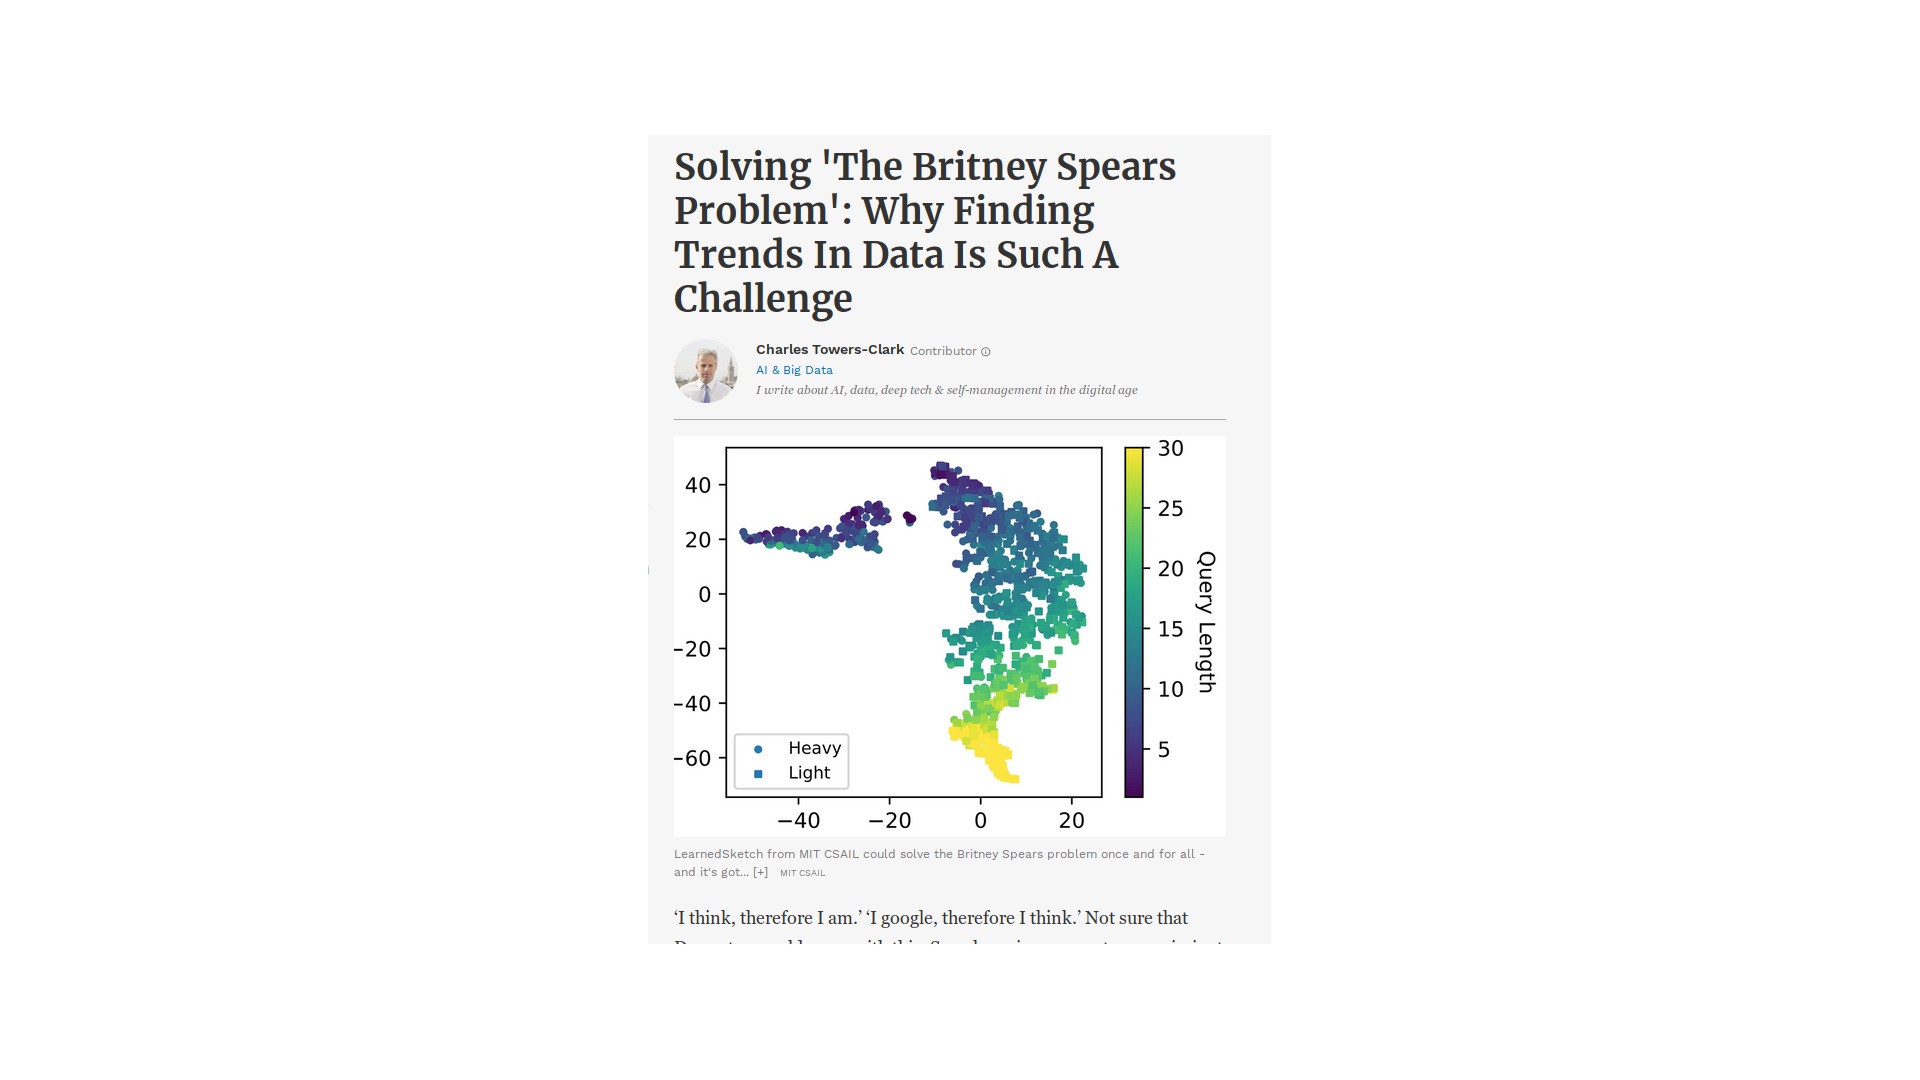 Solving 'The Britney Spears
Problem': Why Finding
Trends In Data Is Such A
Challenge
Charles Towers-Clark Contributor
AI & Big Data
I write about AI, data, deep tech & self-management in the digital age
40
20
0
−20
−40
−60
−40 −20 0 20
Heavy
Light
30
25
20
15
10
5
Query Length
LearnedSketch from MIT CSAIL could solve the Britney Spears problem once and for all -
and it's got... [+] MIT CSAIL
‘I think, therefore I am.’ ‘I google, therefore I think.’ Not sure that